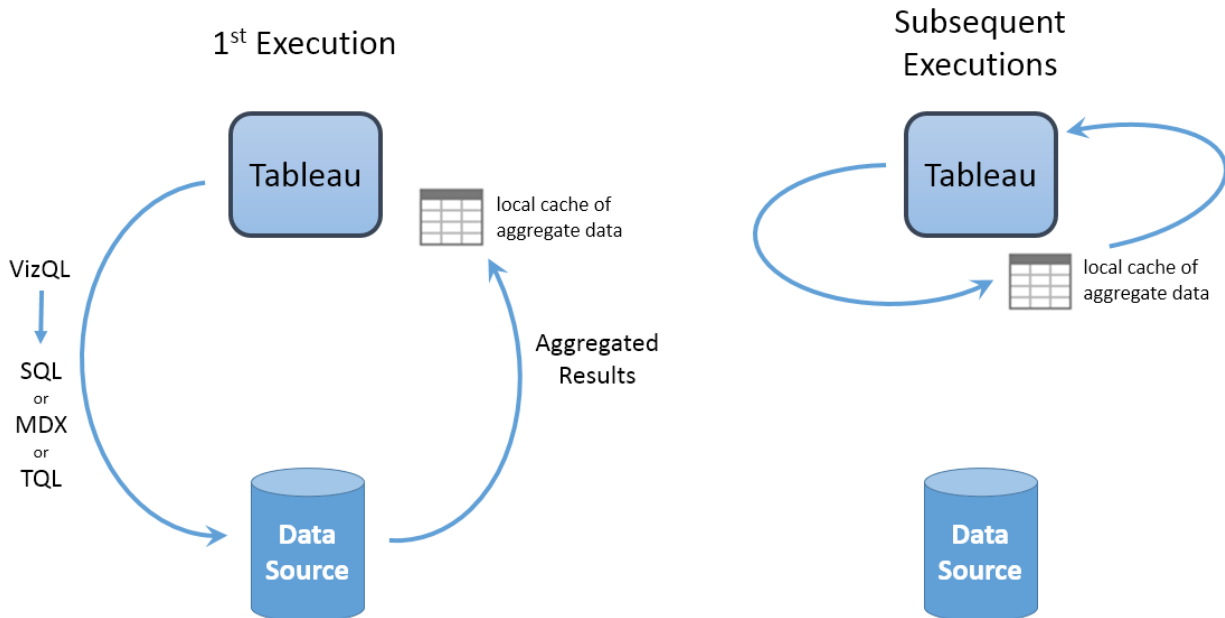 1st Execution
Tableau
local cache of
aggregate data
VizQL
SQL
or
MDX
or
TQL
Aggregated
Results
Data
Source
Subsequent
Executions
Tableau
local cache of
aggregate data
Data
Source